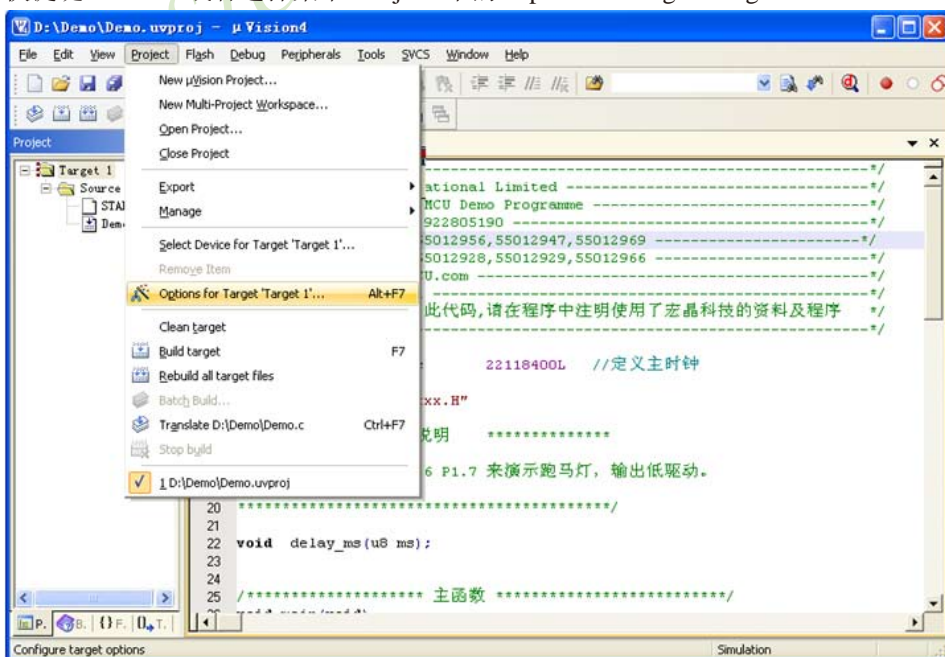 D:\Demo\Demo.uvproj - μVision4
File Edit View Project Flash Debug Peripherals Tools SVCS Window Help
Project
Target 1
Source
STA
Dem
New μVision Project...
New Multi-Project Workspace...
Open Project...
Close Project
Export
Manage
Select Device for Target 'Target 1'...
Remove Item
Options for Target 'Target 1'... Alt+F7
Clean target
Build target F7
Rebuild all target files
Batch Build...
Translate D:\Demo\Demo.c Ctrl+F7
Stop build
1 D:\Demo\Demo.uvproj
---*/
ational Limited ---*/
MCU Demo Programme ---*/
922805190 ---*/
55012956,55012947,55012969 ---*/
55012928,55012929,55012966 ---*/
U.com ---*/
---*/
此代码,请在程序中注明使用了宏晶科技的资料及程序 */
---*/
22118400L //定义主时钟
xx.H"
说明 **************
6 P1.7 来演示跑马灯，输出低驱动。
20 ******************************************/
21
22 void delay_ms(u8 ms);
23
24
25 /******************** 主函数 **************************/
P. B. {} F. 0 T.
Configure target options Simulation